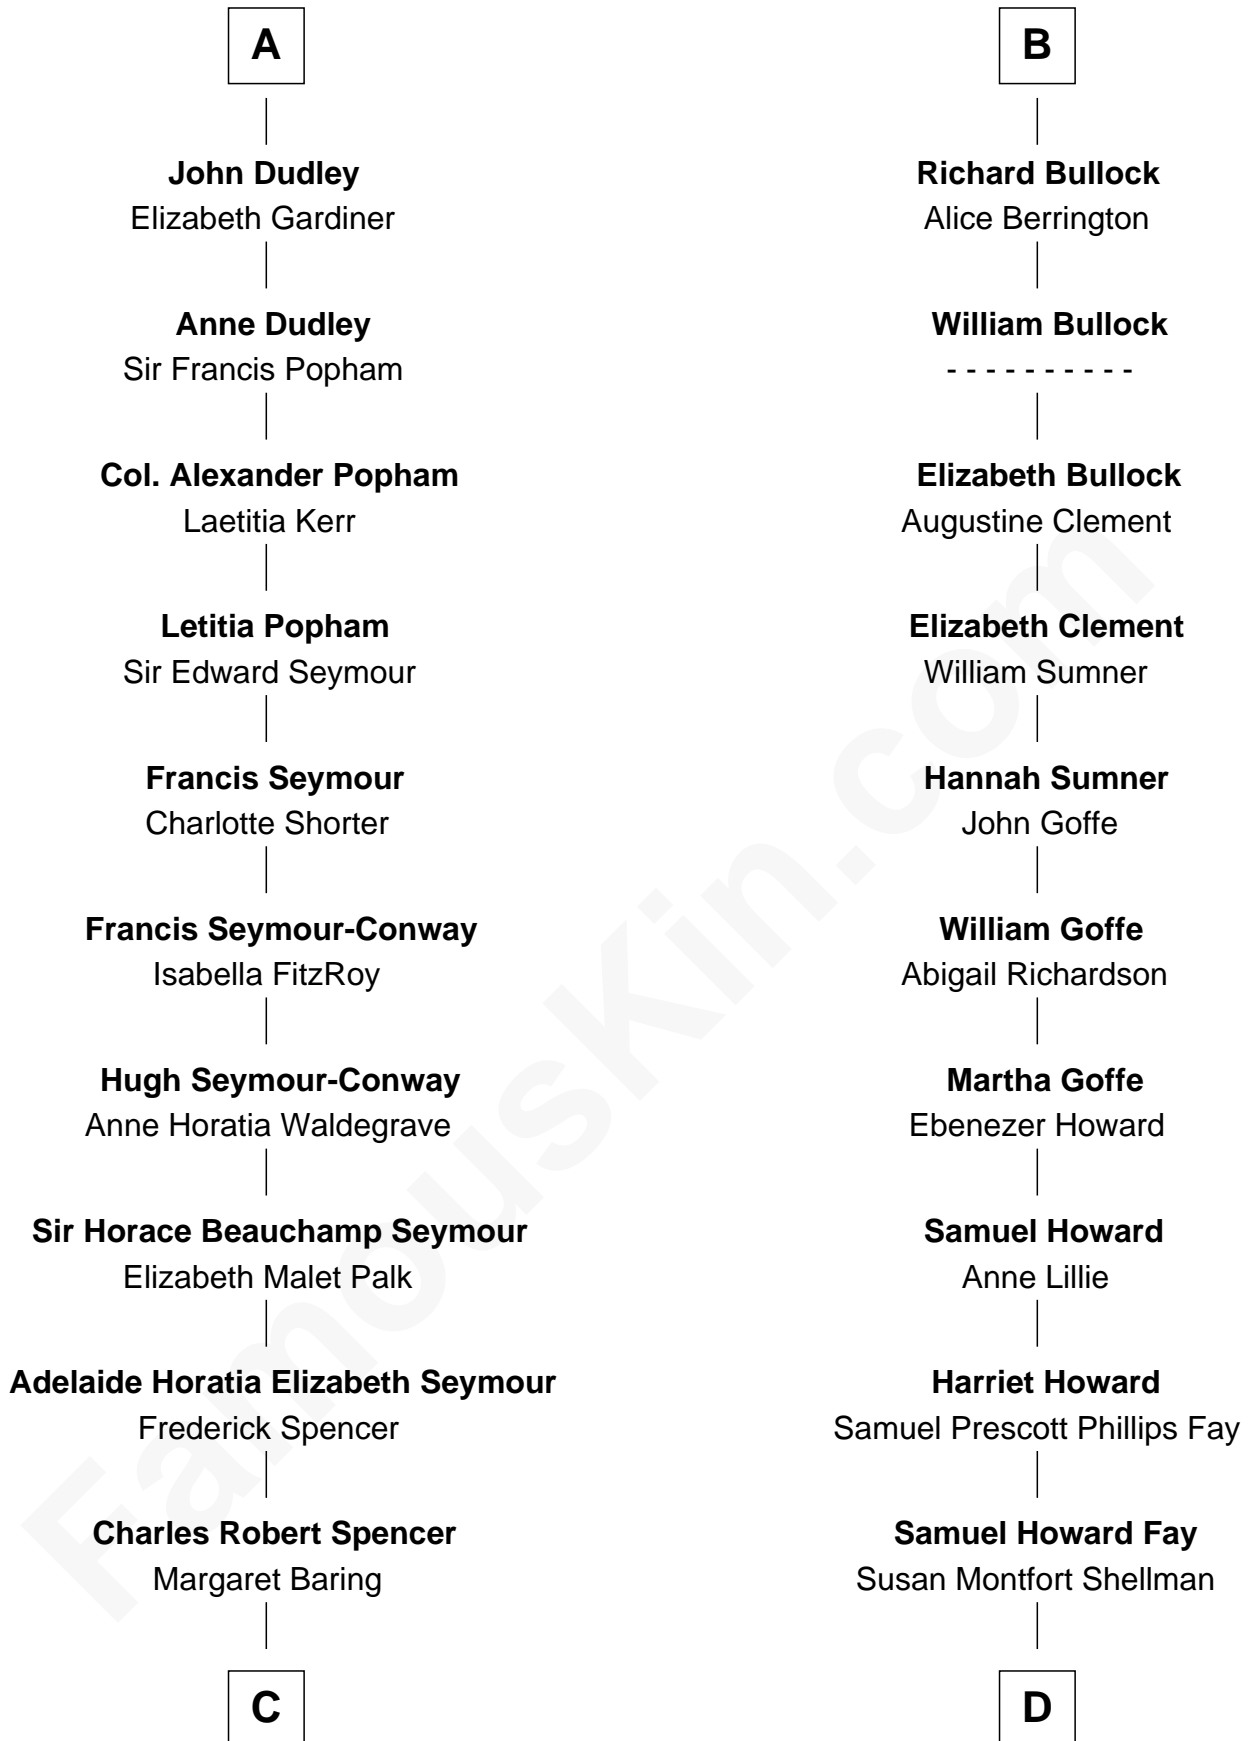 A
John Dudley
Elizabeth Gardiner
Anne Dudley
Sir Francis Popham
Col. Alexander Popham
Laetitia Kerr
Letitia Popham
Sir Edward Seymour
Francis Seymour
Charlotte Shorter
Francis Seymour-Conway
Isabella FitzRoy
Hugh Seymour-Conway
Anne Horatia Waldegrave
Sir Horace Beauchamp Seymour
Elizabeth Malet Palk
Adelaide Horatia Elizabeth Seymour
Frederick Spencer
Charles Robert Spencer
Margaret Baring
C
B
Richard Bullock
Alice Berrington
William Bullock
- - - - - - - - - -
Elizabeth Bullock
Augustine Clement
Elizabeth Clement
William Sumner
Hannah Sumner
John Goffe
William Goffe
Abigail Richardson
Martha Goffe
Ebenezer Howard
Samuel Howard
Anne Lillie
Harriet Howard
Samuel Prescott Phillips Fay
Samuel Howard Fay
Susan Montfort Shellman
D
FamousKin.com